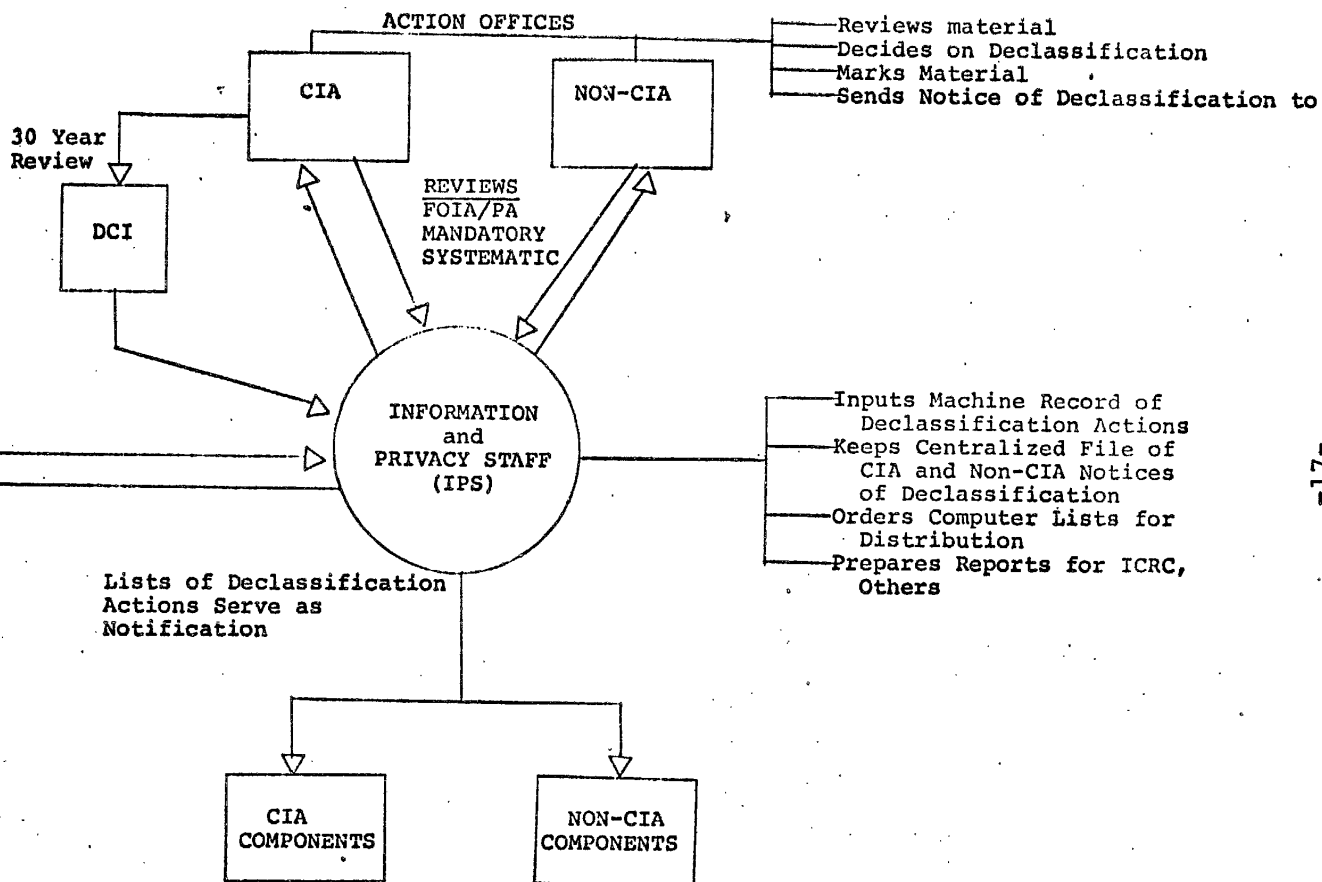 ACTION OFFICES
Reviews material
Decides on Declassification
Marks Material
Sends Notice of Declassification to
CIA
NON-CIA
30 Year
Review
DCI
REVIEWS
FOIA/PA
MANDATORY
SYSTEMATIC
INFORMATION
and
PRIVACY STAFF
(IPS)
Inputs Machine Record of
Declassification Actions
Keeps Centralized File of
CIA and Non-CIA Notices
of Declassification
Orders Computer Lists for
Distribution
Prepares Reports for ICRC,
Others
-17-
Lists of Declassification
Actions Serve as
Notification
CIA
COMPONENTS
NON-CIA
COMPONENTS